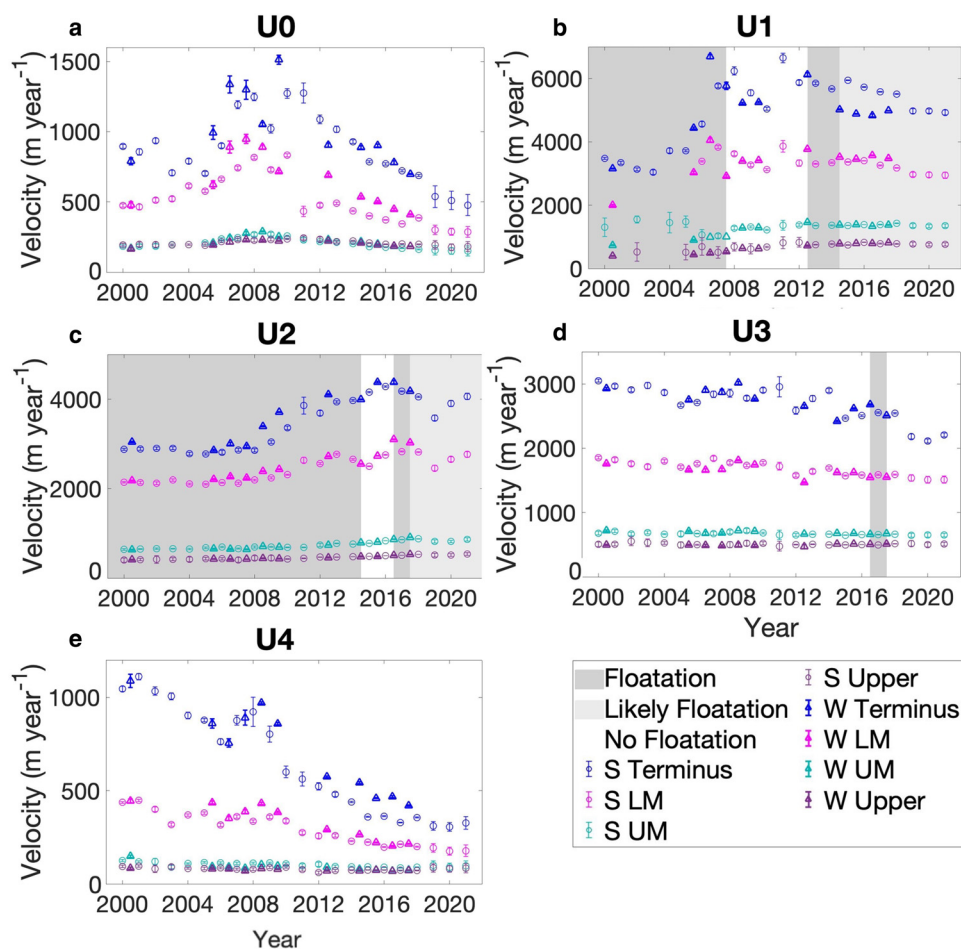 a
U0
b
U1
Velocity (m year⁻¹)
1500
1000
500
0
2000 2004 2008 2012 2016 2020
Velocity (m year⁻¹)
6000
4000
2000
0
2000 2004 2008 2012 2016 2020
c
U2
d
U3
Velocity (m year⁻¹)
4000
2000
0
2000 2004 2008 2012 2016 2020
Velocity (m year⁻¹)
3000
2000
1000
0
2000 2004 2008 2012 2016 2020
Year
e
U4
Velocity (m year⁻¹)
1000
500
0
2000 2004 2008 2012 2016 2020
Year
Floatation
Likely Floatation
No Floatation
S Terminus
S LM
S UM
S Upper
W Terminus
W LM
W UM
W Upper